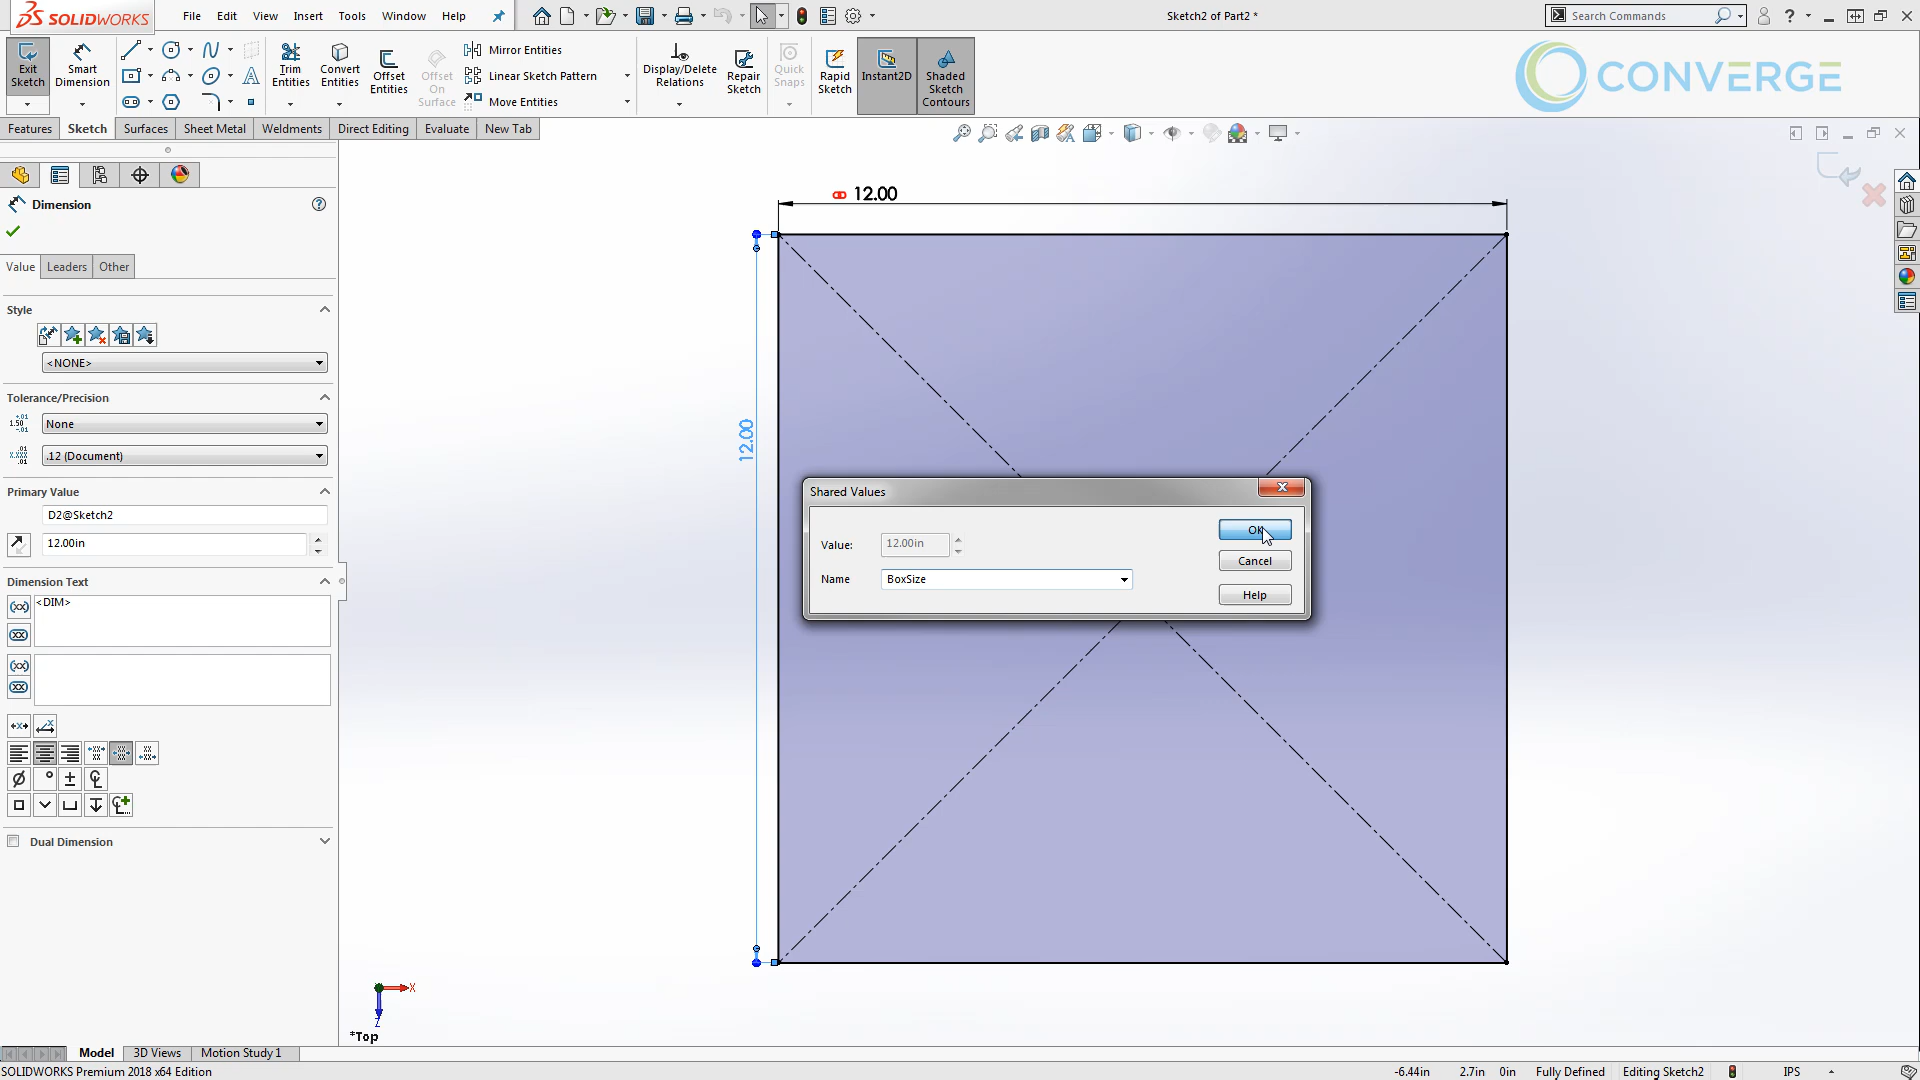 SOLIDWORKS
File Edit View Insert Tools Window Help
Sketch2 of Part2 *
Search Commands
Exit Sketch
Smart Dimension
Trim Entities
Convert Entities
Offset Entities
Offset On Surface
Mirror Entities
Linear Sketch Pattern
Move Entities
Display/Delete Relations
Repair Sketch
Quick Snaps
Rapid Sketch
Instant2D
Shaded Sketch Contours
CONVERGE
Features Sketch Surfaces Sheet Metal Weldments Direct Editing Evaluate New Tab
Dimension
Value Leaders Other
Style
<NONE>
Tolerance/Precision
None
.12 (Document)
Primary Value
D2@Sketch2
12.00in
Dimension Text
<DIM>
Dual Dimension
12.00
12.00
Shared Values
Value: 12.00in
Name BoxSize
OK
Cancel
Help
X
Z
*Top
Model 3D Views Motion Study 1
SOLIDWORKS Premium 2018 x64 Edition
-6.44in 2.7in 0in Fully Defined Editing Sketch2 IPS